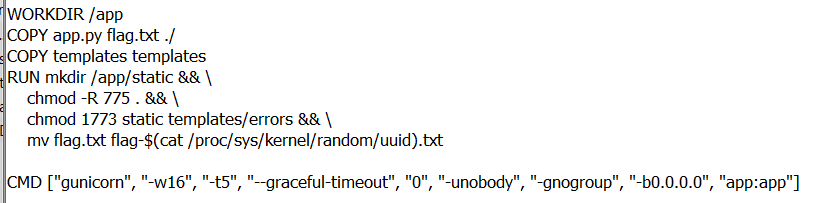 WORKDIR /app
COPY app.py flag.txt ./
COPY templates templates
RUN mkdir /app/static && \
chmod -R 775 . && \
chmod 1773 static templates/errors && \
mv flag.txt flag-$(cat /proc/sys/kernel/random/uuid).txt
CMD ["gunicorn", "-w16", "-t5", "--graceful-timeout", "0", "-unobody", "-gnogroup", "-b0.0.0.0", "app:app"]